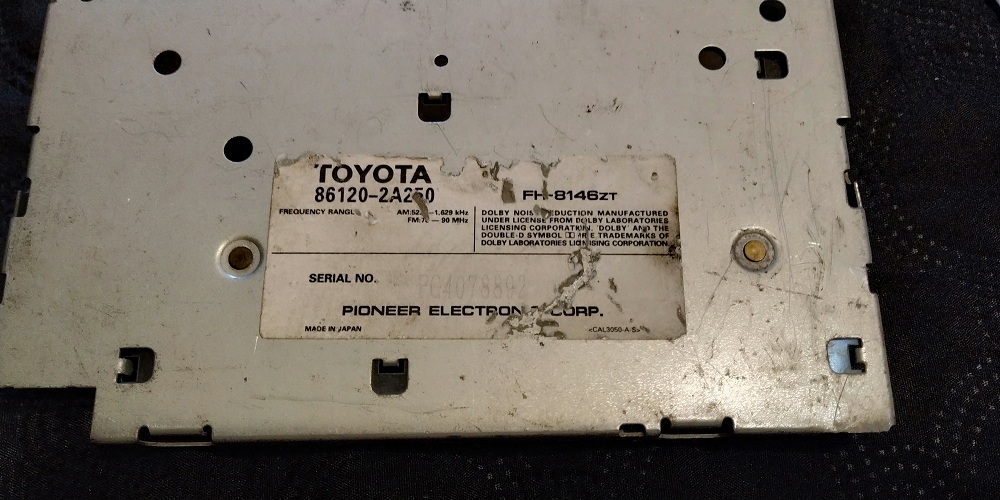 TOYOTA
86120-2A250
FH-8146ZT
FREQUENCY RANGE
AM:522-1,629 kHz
FM:76 — 90 MHz
DOLBY NOISE REDUCTION MANUFACTURED
UNDER LICENSE FROM DOLBY LABORATORIES
LICENSING CORPORATION. 'DOLBY' AND THE
DOUBLE-D SYMBOL ARE TRADEMARKS OF
DOLBY LABORATORIES LICENSING CORPORATION.
SERIAL NO.
PIONEER ELECTRONIC CORP.
MADE IN JAPAN
<CAL3050-A-S>